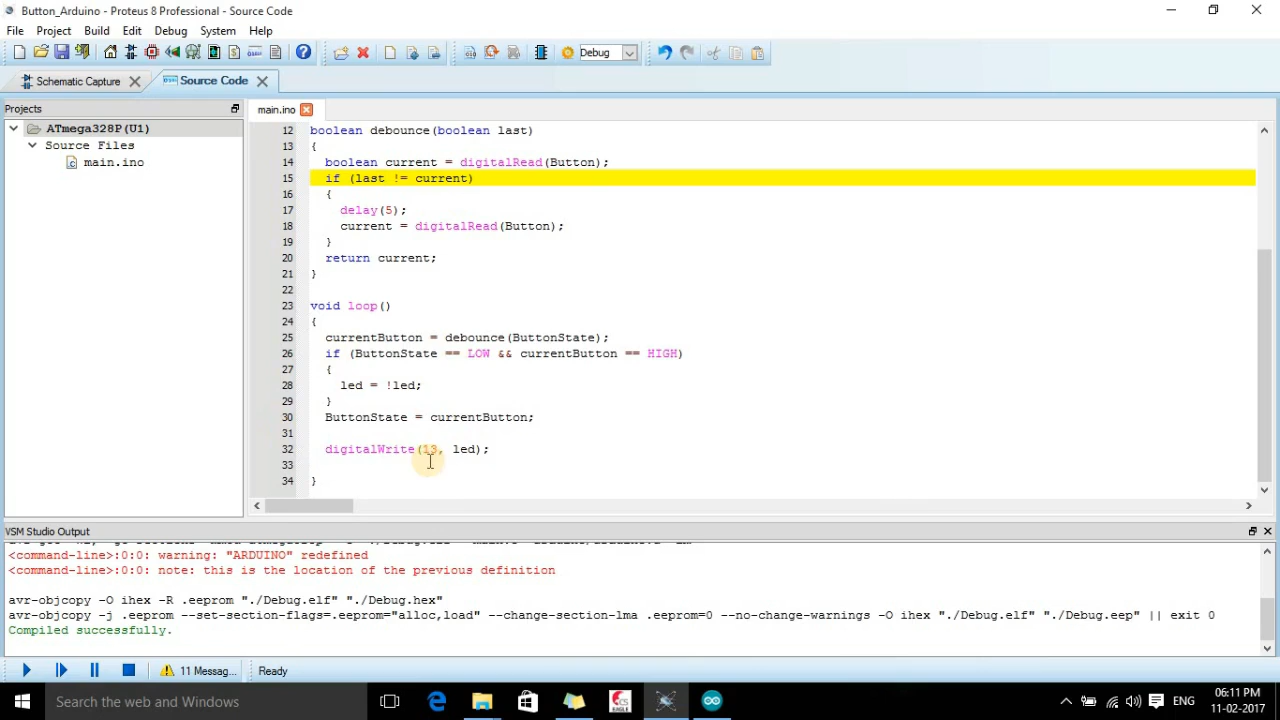 Button_Arduino - Proteus 8 Professional - Source Code
File Project Build Edit Debug System Help
Debug
Schematic Capture Source Code
Projects
main.ino
ATmega328P(U1)
Source Files
main.ino
12 boolean debounce(boolean last)
13 {
14 boolean current = digitalRead(Button);
15 if (last != current)
16 {
17 delay(5);
18 current = digitalRead(Button);
19 }
20 return current;
21 }
22
23 void loop()
24 {
25 currentButton = debounce(ButtonState);
26 if (ButtonState == LOW && currentButton == HIGH)
27 {
28 led = !led;
29 }
30 ButtonState = currentButton;
31
32 digitalWrite(13, led);
33
34 }
VSM Studio Output
<command-line>:0:0: warning: "ARDUINO" redefined
<command-line>:0:0: note: this is the location of the previous definition
avr-objcopy -O ihex -R .eeprom "./Debug.elf" "./Debug.hex"
avr-objcopy -j .eeprom --set-section-flags=.eeprom="alloc,load" --change-section-lma .eeprom=0 --no-change-warnings -O ihex "./Debug.elf" "./Debug.eep" || exit 0
Compiled successfully.
11 Messag... Ready
Search the web and Windows
ENG
06:11 PM
11-02-2017